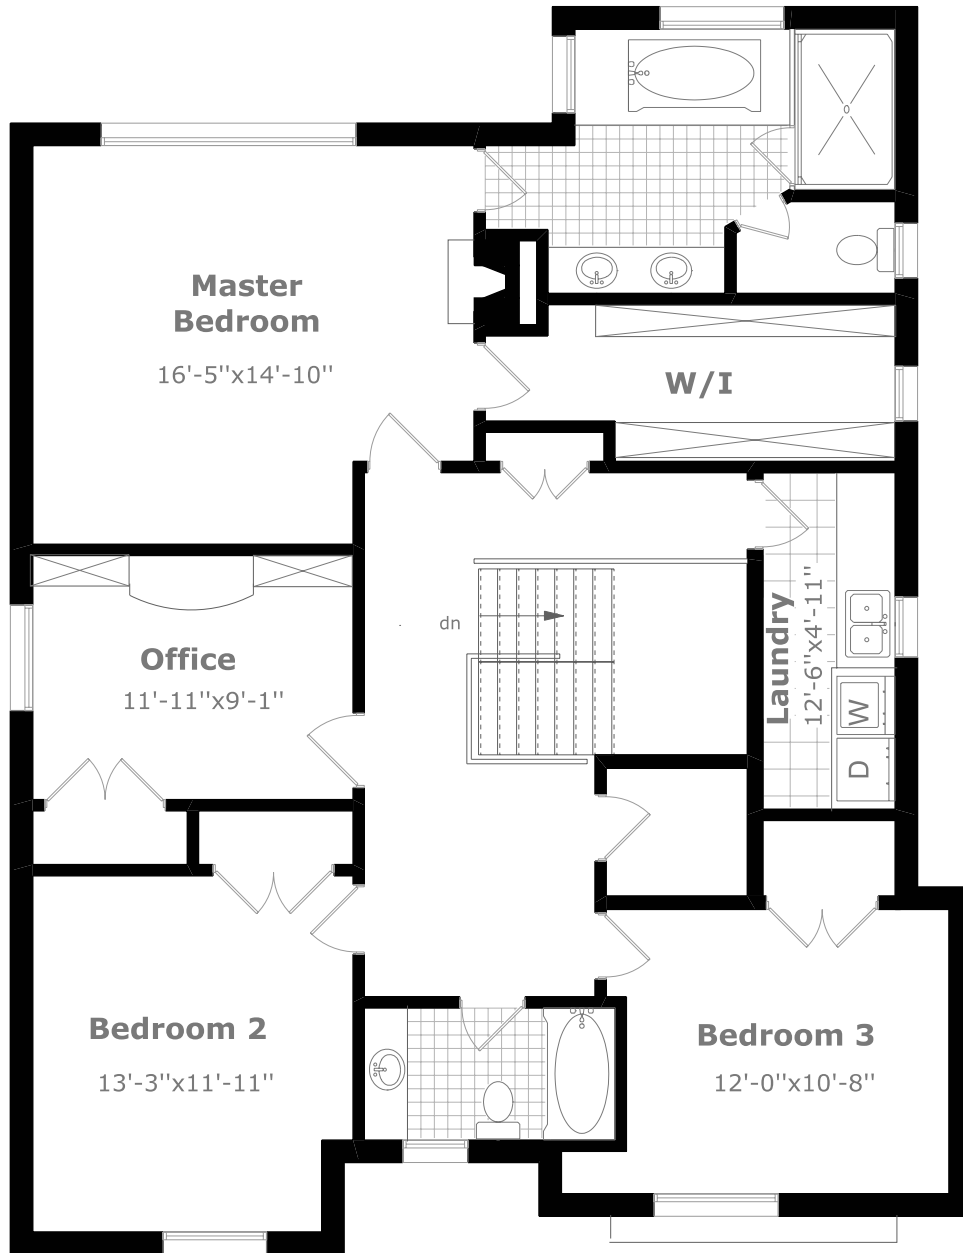 Master
Bedroom
16'-5"x14'-10"
W/I
dn
Laundry
12'-6"x4'-11"
Office
11'-11"x9'-1"
W
D
Bedroom 2
13'-3"x11'-11"
Bedroom 3
12'-0"x10'-8"